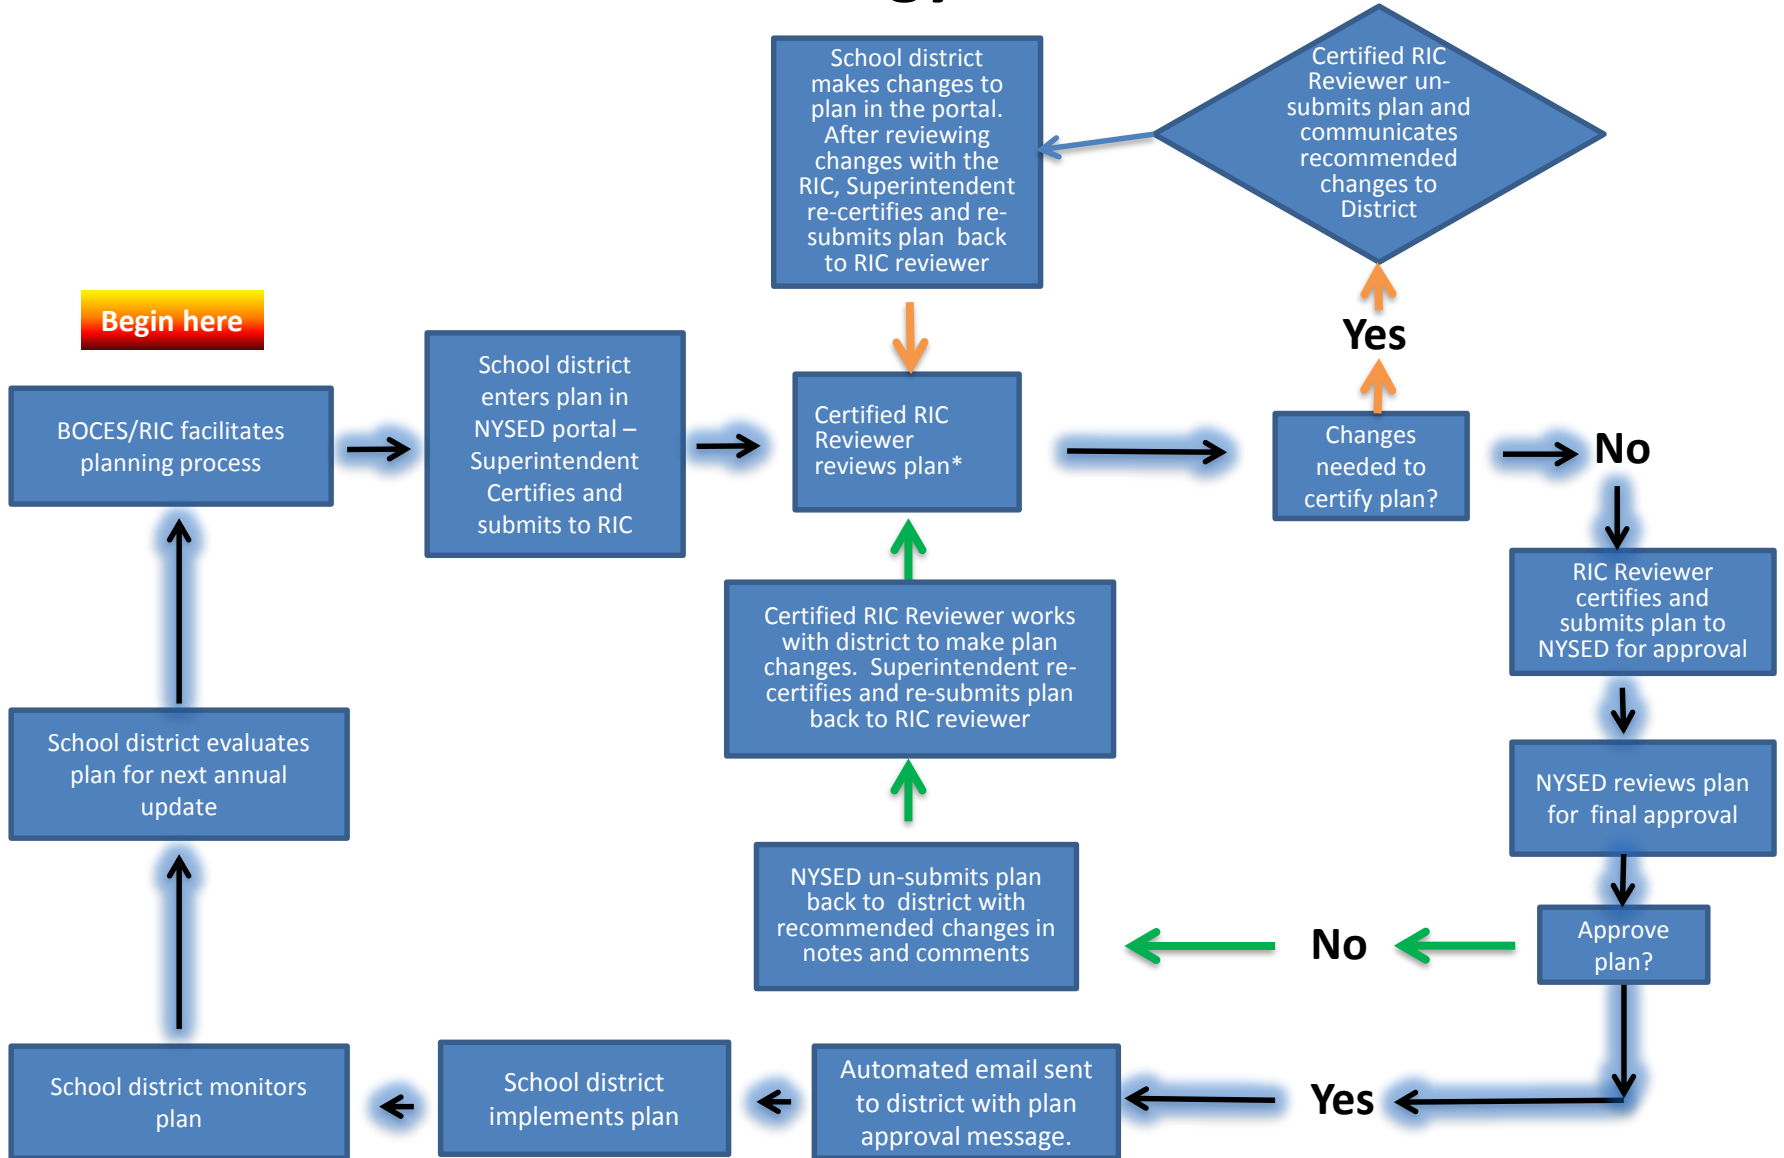 School district
makes changes to
plan in the portal.
After reviewing
changes with the
RIC, Superintendent
re-certifies and re-
submits plan  back
to RIC reviewer
Certified RIC
Reviewer un-
submits plan and
communicates
recommended
changes to
District
Begin here
Yes
BOCES/RIC facilitates
planning process
School district
enters plan in
NYSED portal –
Superintendent
Certifies and
submits to RIC
Certified RIC
Reviewer
reviews plan*
Changes
needed to
certify plan?
No
RIC Reviewer
certifies and
submits plan to
NYSED for approval
Certified RIC Reviewer works
with district to make plan
changes.  Superintendent re-
certifies and re-submits plan
back to RIC reviewer
School district evaluates
plan for next annual
update
NYSED reviews plan
for  final approval
NYSED un-submits plan
back to  district with
recommended changes in
notes and comments
No
Approve
plan?
School district monitors
plan
School district
implements plan
Automated email sent
to district with plan
approval message.
Yes